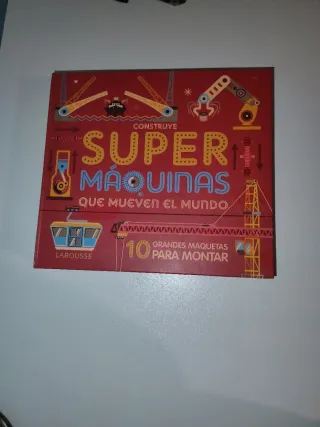 CONSTRUYE
SUPER
MÁQUINAS
QUE MUEVEN EL MUNDO
LAROUSSE
10 GRANDES MAQUETAS
PARA MONTAR